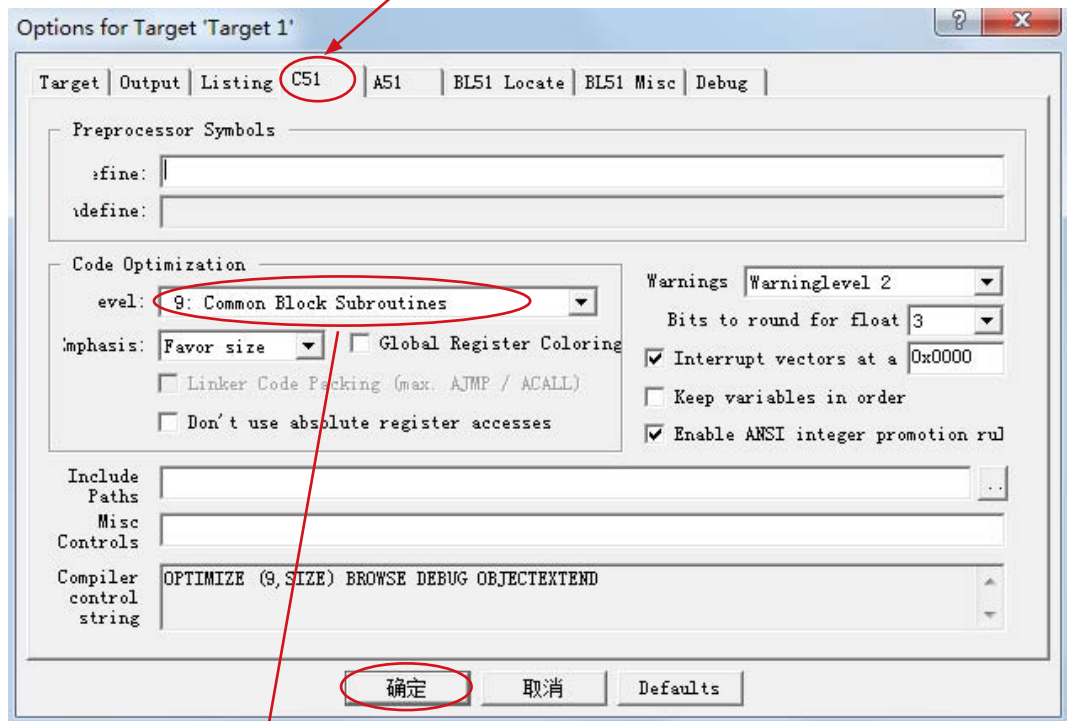 Options for Target 'Target 1'
Target Output Listing C51 A51 BL51 Locate BL51 Misc Debug
Preprocessor Symbols
efine:
ndefine:
Code Optimization
evel: 9: Common Block Subroutines
Emphasis: Favor size Global Register Coloring
Linker Code Packing (max. AJMP / ACALL)
Don't use absolute register accesses
Warnings Warninglevel 2
Bits to round for float 3
Interrupt vectors at a 0x0000
Keep variables in order
Enable ANSI integer promotion rul
Include Paths
..
Misc Controls
Compiler control string
OPTIMIZE (9,SIZE) BROWSE DEBUG OBJECTEXTEND
确定 取消 Defaults